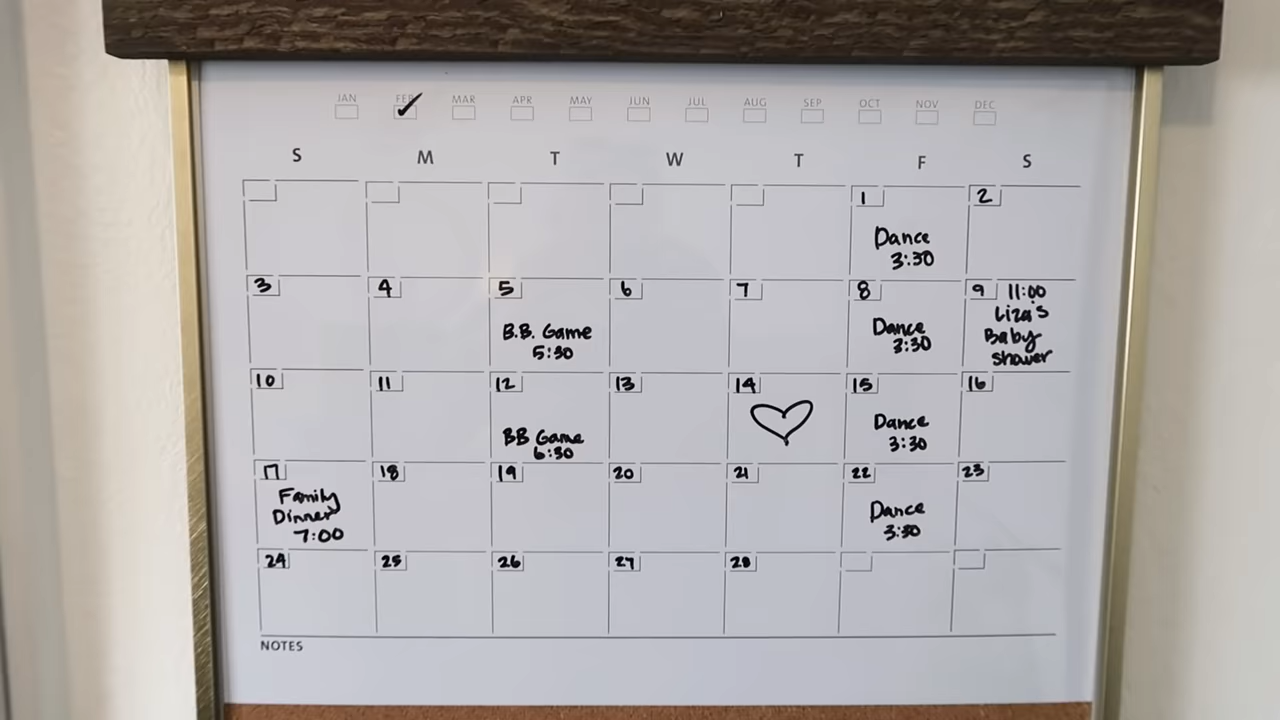 JAN FEB MAR APR MAY JUN JUL AUG SEP OCT NOV DEC
S M T W T F S
1 2
Dance
3:30
3 4 5 6 7 8 9 11:00
Liza's
Baby
shower
B.B. Game
5:30
Dance
3:30
10 11 12 13 14 15 16
BB Game
6:30
Dance
3:30
17 18 19 20 21 22 23
Family
Dinner
7:00
Dance
3:30
24 25 26 27 28
NOTES